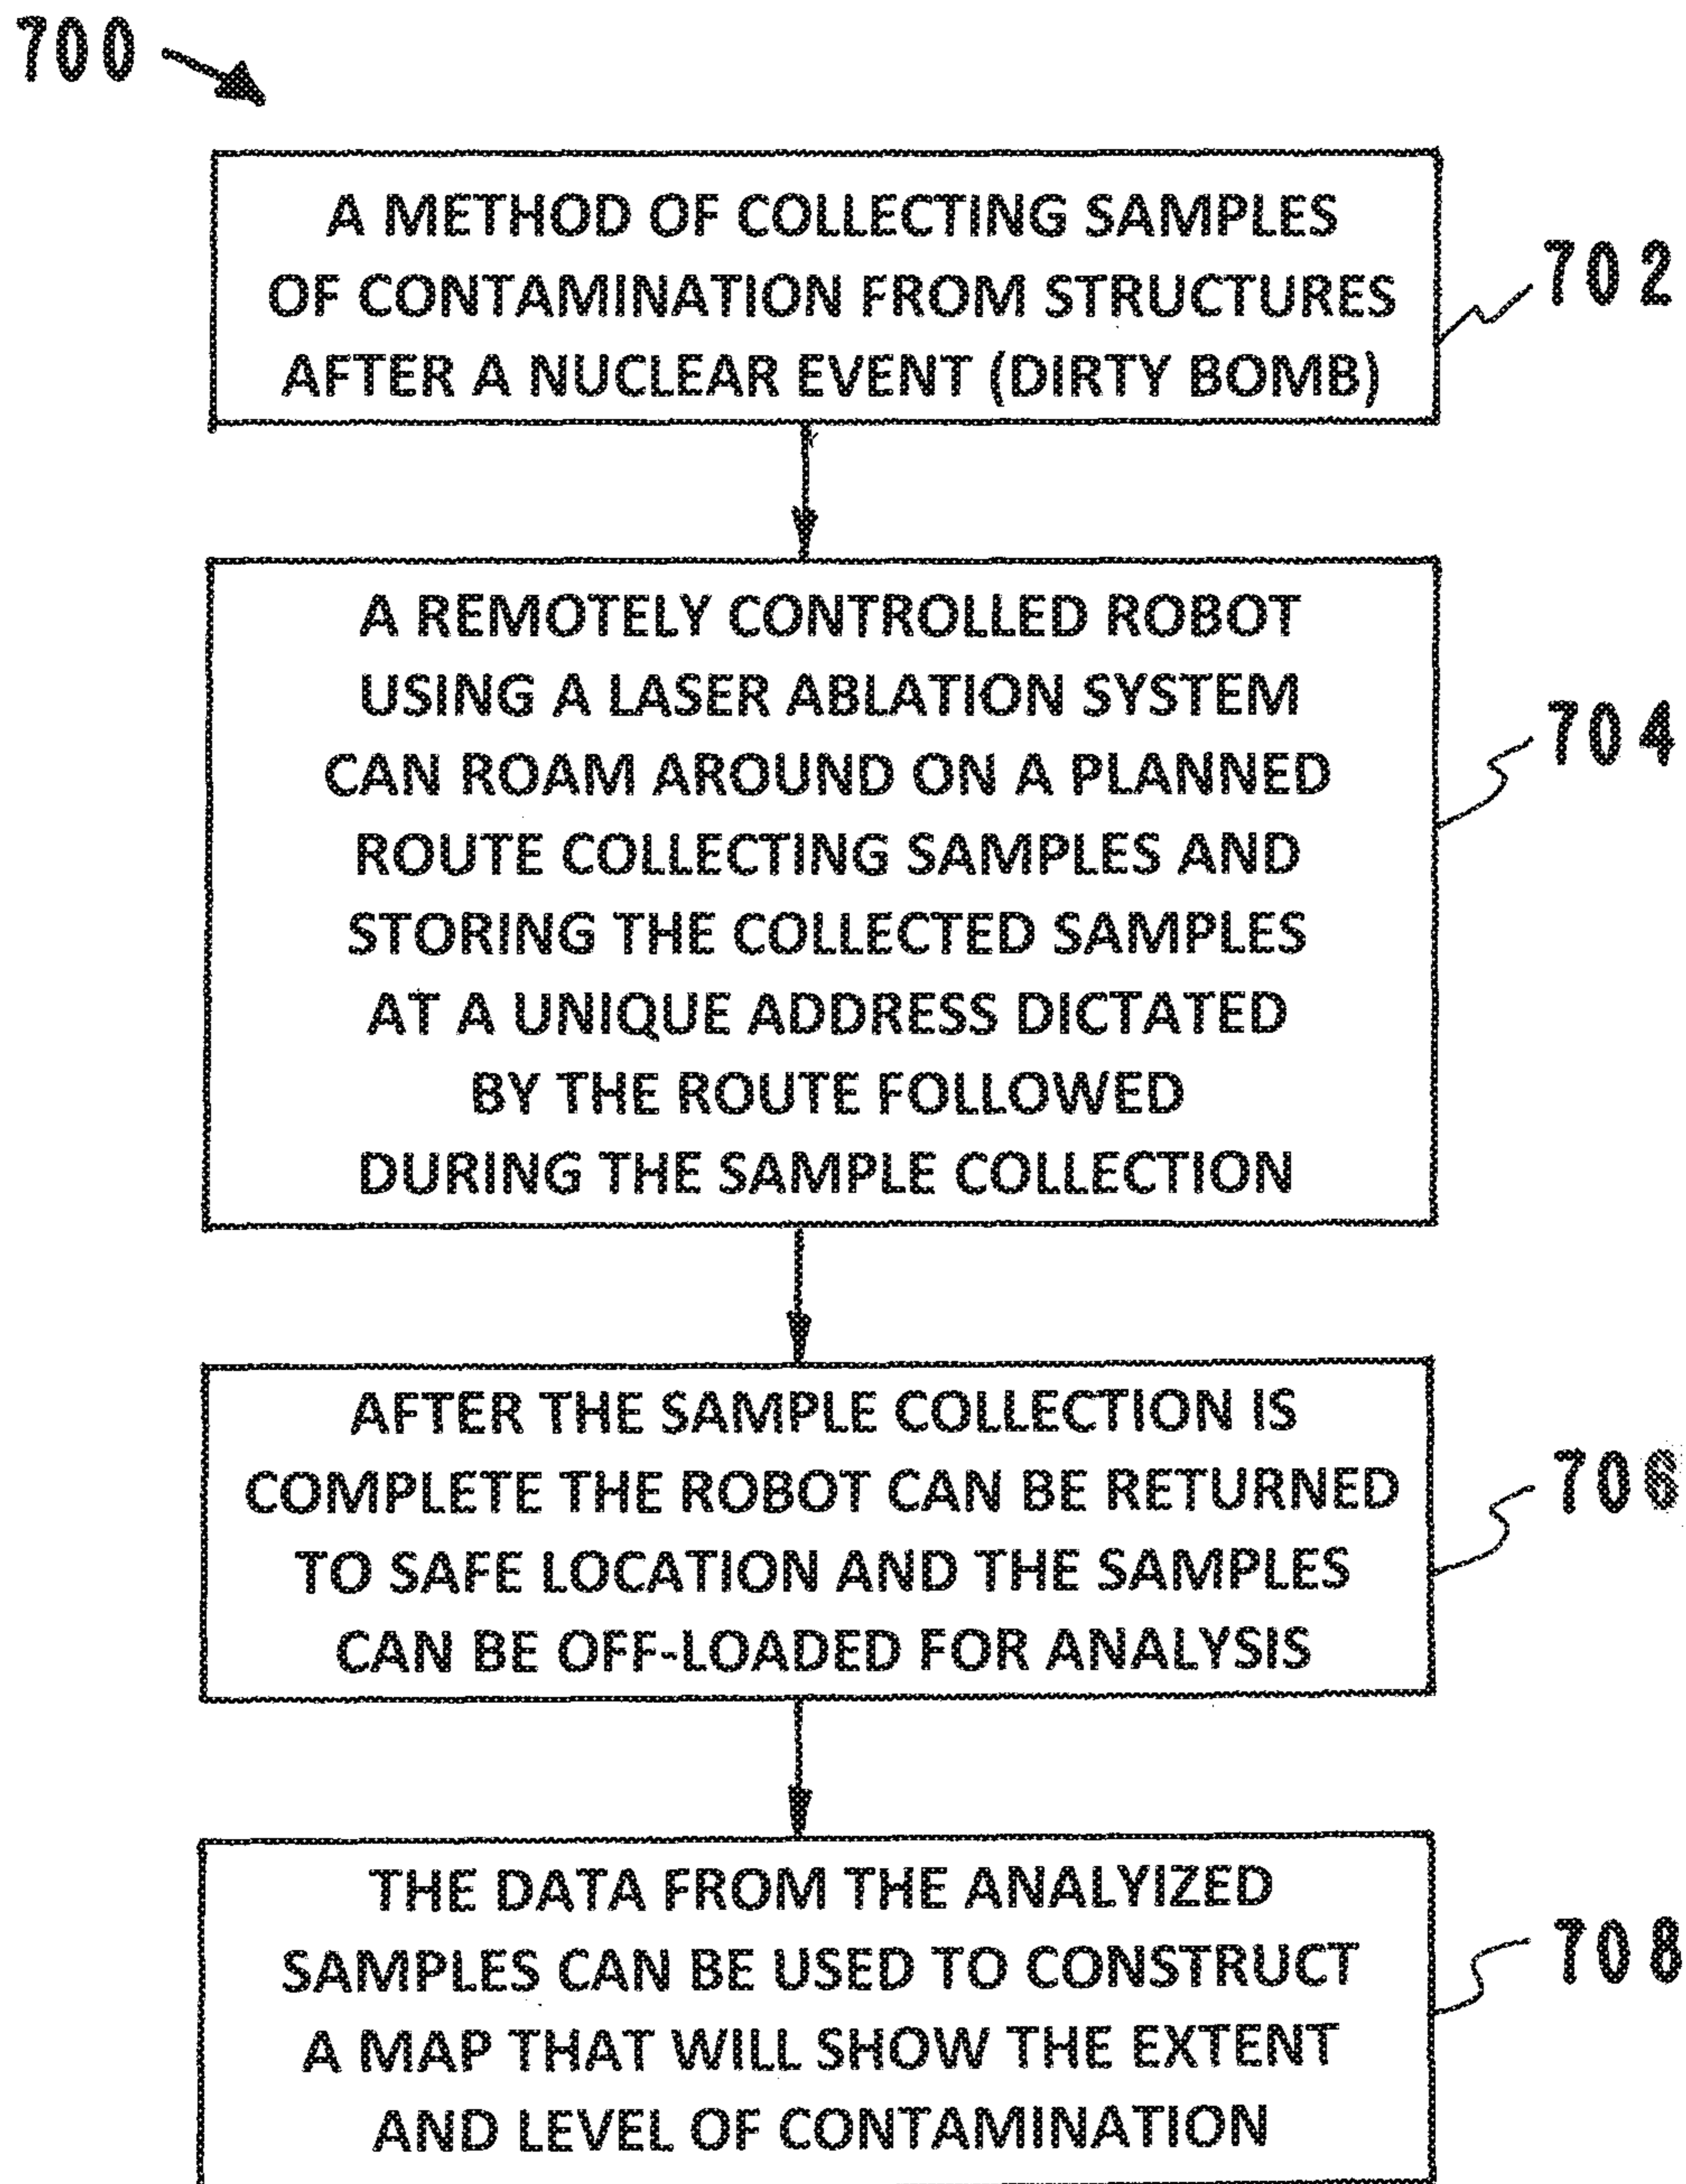 700
A METHOD OF COLLECTING SAMPLES
OF CONTAMINATION FROM STRUCTURES
AFTER A NUCLEAR EVENT (DIRTY BOMB)
702
A REMOTELY CONTROLLED ROBOT
USING A LASER ABLATION SYSTEM
CAN ROAM AROUND ON A PLANNED
ROUTE COLLECTING SAMPLES AND
STORING THE COLLECTED SAMPLES
AT A UNIQUE ADDRESS DICTATED
BY THE ROUTE FOLLOWED
DURING THE SAMPLE COLLECTION
704
AFTER THE SAMPLE COLLECTION IS
COMPLETE THE ROBOT CAN BE RETURNED
TO SAFE LOCATION AND THE SAMPLES
CAN BE OFF-LOADED FOR ANALYSIS
706
THE DATA FROM THE ANALYIZED
SAMPLES CAN BE USED TO CONSTRUCT
A MAP THAT WILL SHOW THE EXTENT
AND LEVEL OF CONTAMINATION
708